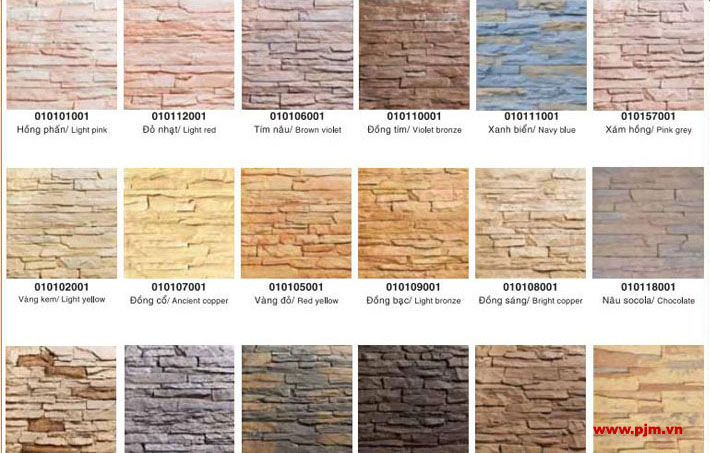 010101001
Hồng phấn/ Light pink
010112001
Đỏ nhạt/ Light red
010106001
Tím nâu/ Brown violet
010110001
Đồng tím/ Violet bronze
010111001
Xanh biển/ Navy blue
010157001
Xám hồng/ Pink grey
010102001
Vàng kem/ Light yellow
010107001
Đồng cổ/ Ancient copper
010105001
Vàng đỏ/ Red yellow
010109001
Đồng bạc/ Light bronze
010108001
Đồng sáng/ Bright copper
010118001
Nâu socola/ Chocolate
www.pjm.vn